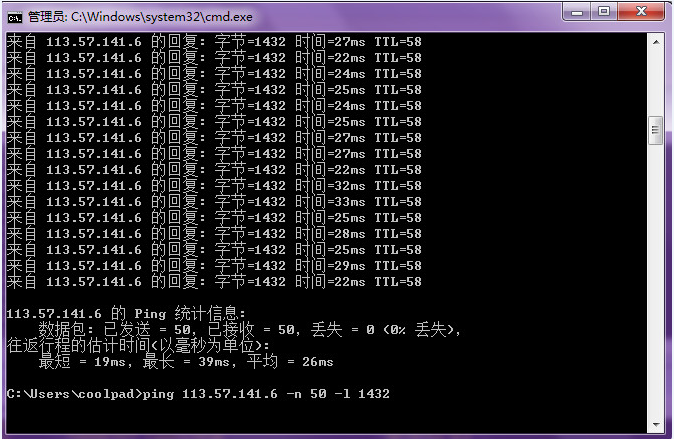 管理员: C:\Windows\system32\cmd.exe
来自 113.57.141.6 的回复: 字节=1432 时间=27ms TTL=58
来自 113.57.141.6 的回复: 字节=1432 时间=22ms TTL=58
来自 113.57.141.6 的回复: 字节=1432 时间=24ms TTL=58
来自 113.57.141.6 的回复: 字节=1432 时间=25ms TTL=58
来自 113.57.141.6 的回复: 字节=1432 时间=24ms TTL=58
来自 113.57.141.6 的回复: 字节=1432 时间=25ms TTL=58
来自 113.57.141.6 的回复: 字节=1432 时间=27ms TTL=58
来自 113.57.141.6 的回复: 字节=1432 时间=27ms TTL=58
来自 113.57.141.6 的回复: 字节=1432 时间=22ms TTL=58
来自 113.57.141.6 的回复: 字节=1432 时间=32ms TTL=58
来自 113.57.141.6 的回复: 字节=1432 时间=33ms TTL=58
来自 113.57.141.6 的回复: 字节=1432 时间=25ms TTL=58
来自 113.57.141.6 的回复: 字节=1432 时间=28ms TTL=58
来自 113.57.141.6 的回复: 字节=1432 时间=25ms TTL=58
来自 113.57.141.6 的回复: 字节=1432 时间=29ms TTL=58
来自 113.57.141.6 的回复: 字节=1432 时间=22ms TTL=58
113.57.141.6 的 Ping 统计信息:
数据包: 已发送 = 50, 已接收 = 50, 丢失 = 0 (0% 丢失),
往返行程的估计时间(以毫秒为单位):
最短 = 19ms, 最长 = 39ms, 平均 = 26ms
C:\Users\coolpad>ping 113.57.141.6 -n 50 -l 1432